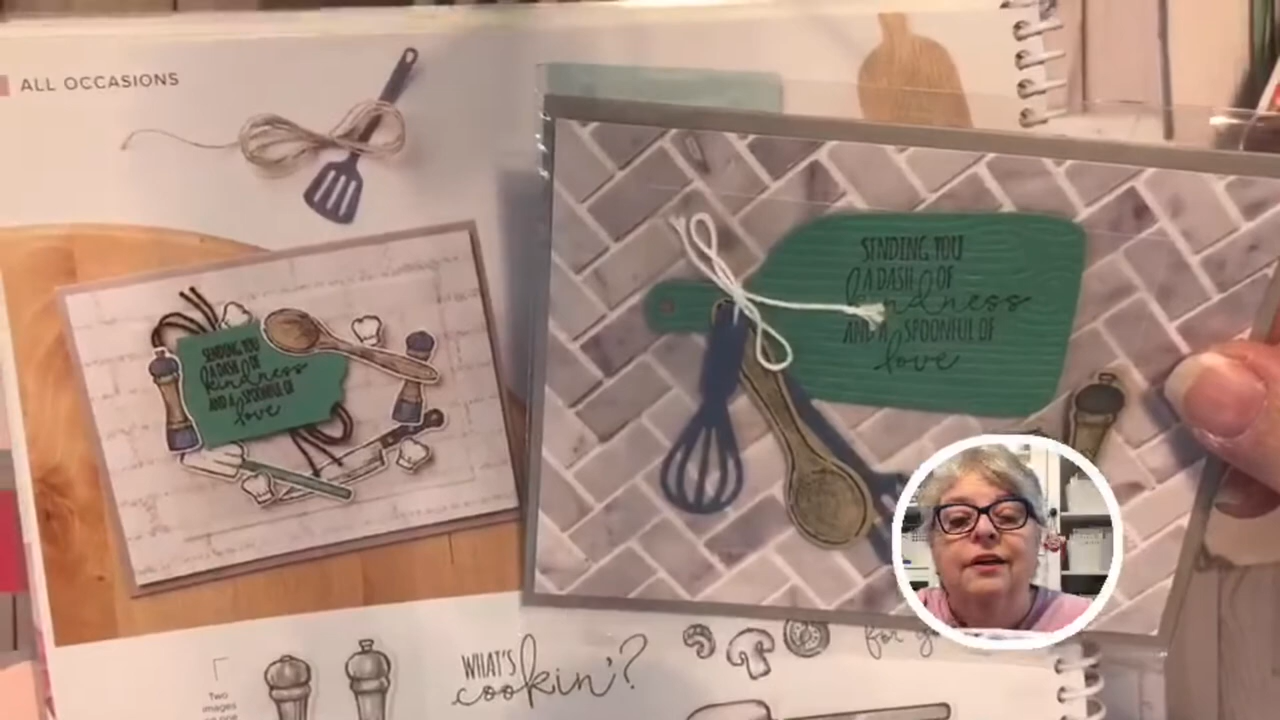 ALL OCCASIONS
SENDING YOU
A DASH OF
kindness
AND A SPOONFUL OF
love
SENDING YOU
A DASH OF
kindness
AND A SPOONFUL OF
love
WHAT'S cookin'?
for
Two
images